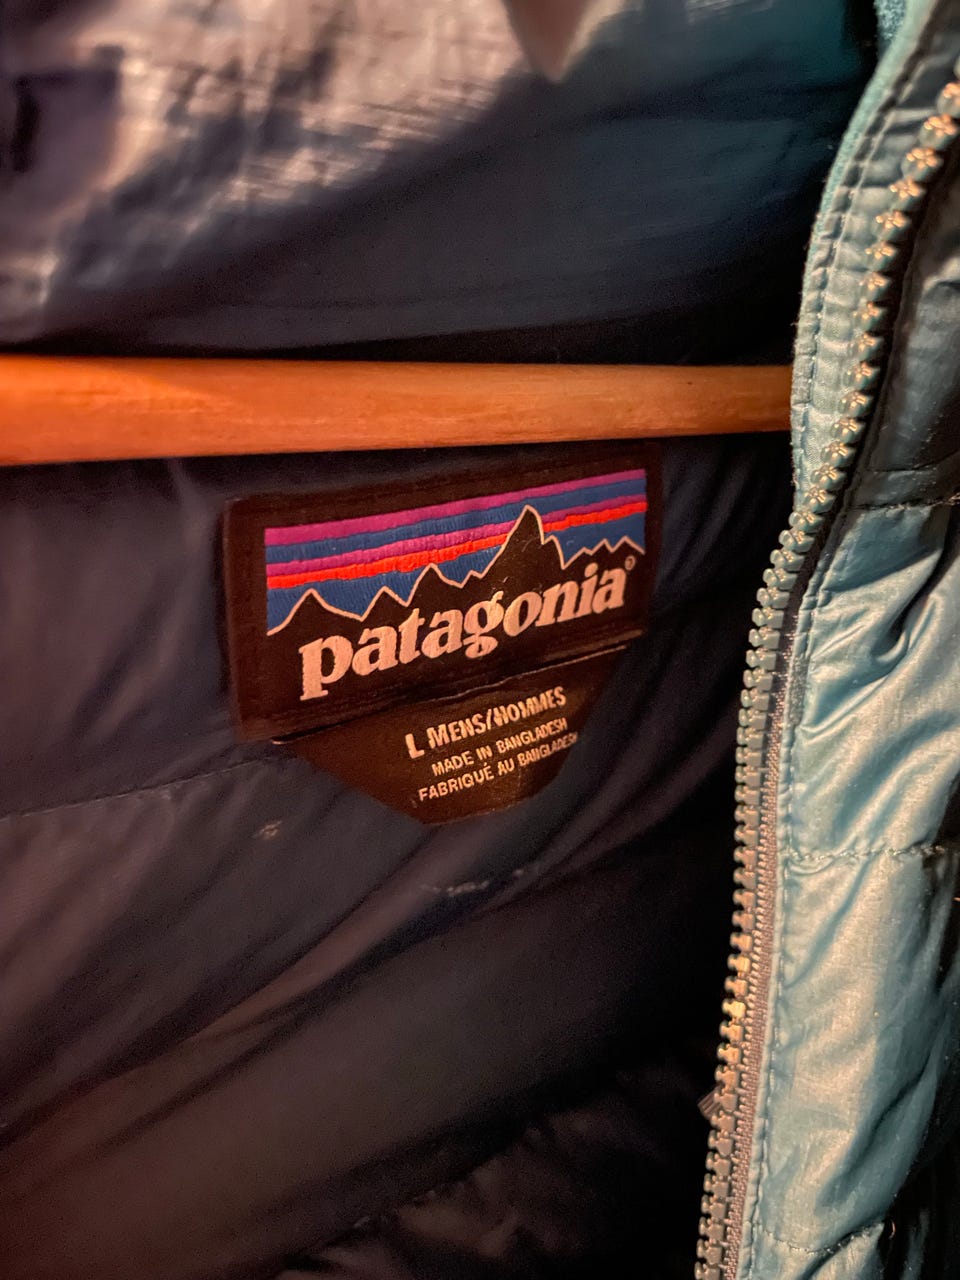 patagonia®
L MENS/HOMMES
MADE IN BANGLADESH
FABRIQUÉ AU BANGLADESH